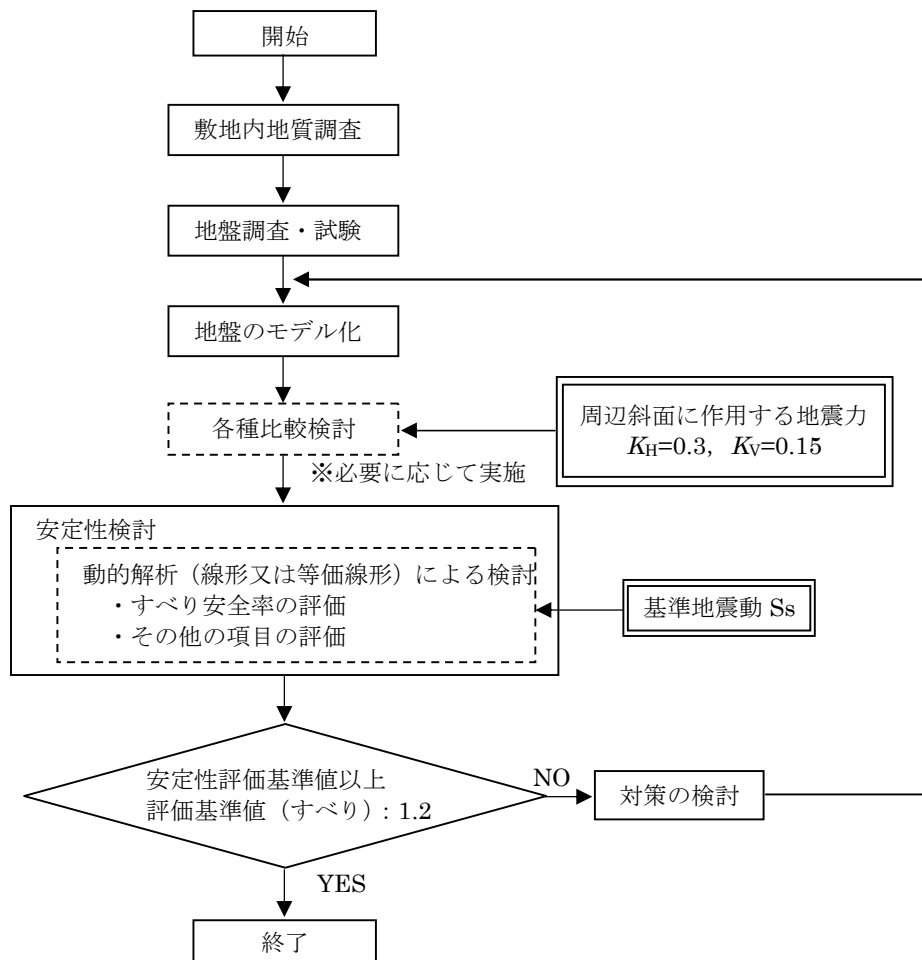 開始
敷地内地質調査
地盤調査・試験
地盤のモデル化
各種比較検討
周辺斜面に作用する地震力
KH=0.3, KV=0.15
※必要に応じて実施
安定性検討
動的解析（線形又は等価線形）による検討
・すべり安全率の評価
・その他の項目の評価
基準地震動 Ss
安定性評価基準値以上
評価基準値（すべり）: 1.2
NO
対策の検討
YES
終了